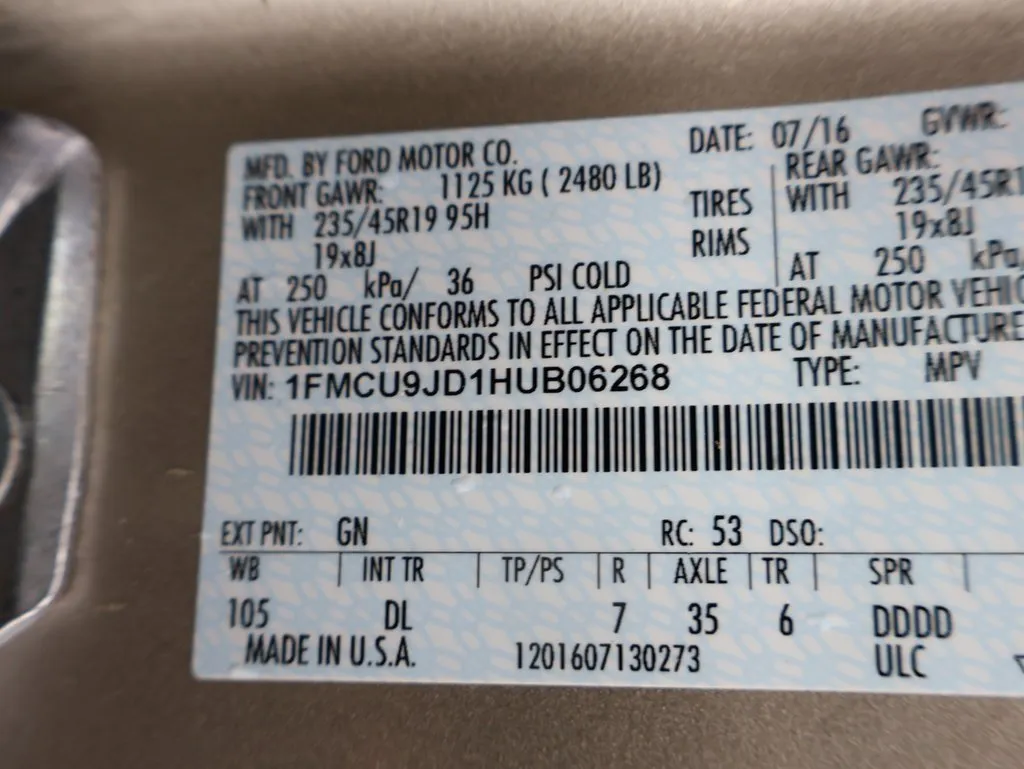 MFD. BY FORD MOTOR CO. DATE: 07/16 GVWR:
FRONT GAWR: 1125 KG ( 2480 LB) REAR GAWR:
WITH 235/45R19 95H TIRES WITH 235/45R1
19x8J RIMS 19x8J
AT 250 kPa/ 36 PSI COLD AT 250 kPa/
THIS VEHICLE CONFORMS TO ALL APPLICABLE FEDERAL MOTOR VEHIC
PREVENTION STANDARDS IN EFFECT ON THE DATE OF MANUFACTURE
VIN: 1FMCU9JD1HUB06268 TYPE: MPV
EXT PNT: GN RC: 53 DSO:
WB INT TR TP/PS R AXLE TR SPR
105 DL 7 35 6 DDDD
MADE IN U.S.A. 1201607130273 ULC